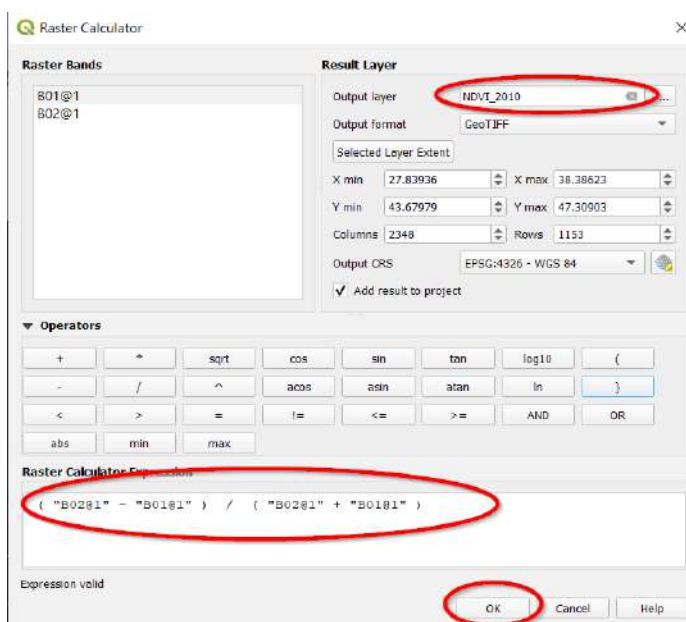 Raster Calculator
Raster Bands
B01@1
B02@1
Result Layer
Output layer NDVI_2010 ...
Output format GeoTIFF
Selected Layer Extent
X min 27.83936 X max 38.38623
Y min 43.67979 Y max 47.30903
Columns 2348 Rows 1153
Output CRS EPSG:4326 - WGS 84
✓ Add result to project
▼ Operators
+ * sqrt cos sin tan log10 (
- / ^ acos asin atan ln )
< > = != <= >= AND OR
abs min max
Raster Calculator Expression
( "B02@1" - "B01@1" ) / ( "B02@1" + "B01@1" )
Expression valid
OK Cancel Help